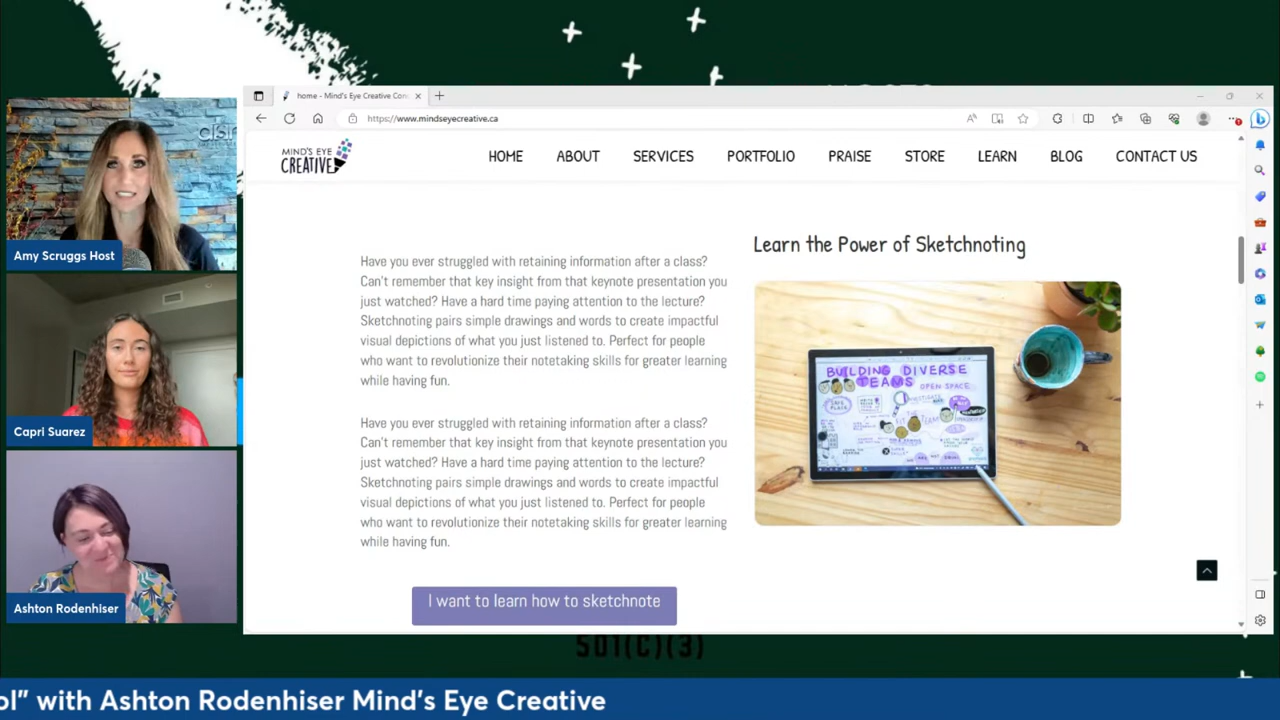 home - Mind's Eye Creative Con
https://www.mindseyecreative.ca
MIND'S EYE
CREATIVE
HOME
ABOUT
SERVICES
PORTFOLIO
PRAISE
STORE
LEARN
BLOG
CONTACT US
Amy Scruggs Host
Capri Suarez
Ashton Rodenhiser
Have you ever struggled with retaining information after a class?
Can't remember that key insight from that keynote presentation you
just watched? Have a hard time paying attention to the lecture?
Sketchnoting pairs simple drawings and words to create impactful
visual depictions of what you just listened to. Perfect for people
who want to revolutionize their notetaking skills for greater learning
while having fun.
Have you ever struggled with retaining information after a class?
Can't remember that key insight from that keynote presentation you
just watched? Have a hard time paying attention to the lecture?
Sketchnoting pairs simple drawings and words to create impactful
visual depictions of what you just listened to. Perfect for people
who want to revolutionize their notetaking skills for greater learning
while having fun.
I want to learn how to sketchnote
Learn the Power of Sketchnoting
BUILDING DIVERSE
TEAMS
OPEN SPACE
501(C)(3)
ol" with Ashton Rodenhiser Mind's Eye Creative